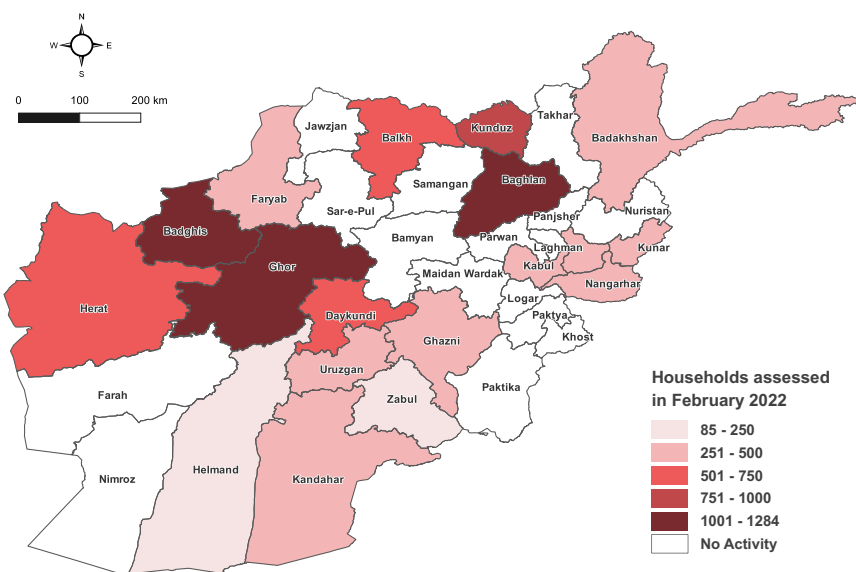 N
W E
S
0 100 200 km
Jawzjan
Balkh
Kunduz
Takhar
Badakhshan
Faryab
Sar-e-Pul
Samangan
Baghlan
Panjsher
Nuristan
Badghis
Bamyan
Parwan
Laghman
Kunar
Ghor
Maidan Wardak
Kabul
Nangarhar
Herat
Daykundi
Logar
Paktya
Khost
Ghazni
Uruzgan
Farah
Zabul
Paktika
Nimroz
Helmand
Kandahar
Households assessed
in February 2022
85 - 250
251 - 500
501 - 750
751 - 1000
1001 - 1284
No Activity